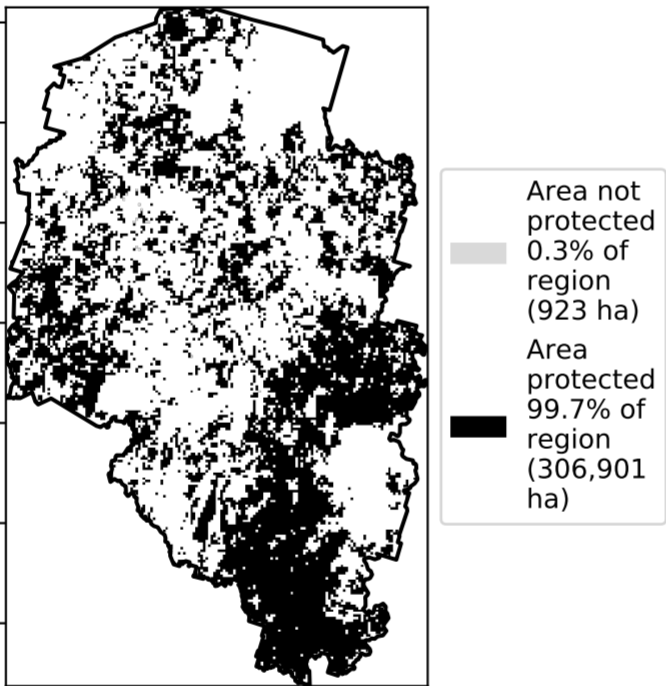 Area not
protected
0.3% of
region
(923 ha)
Area
protected
99.7% of
region
(306,901
ha)